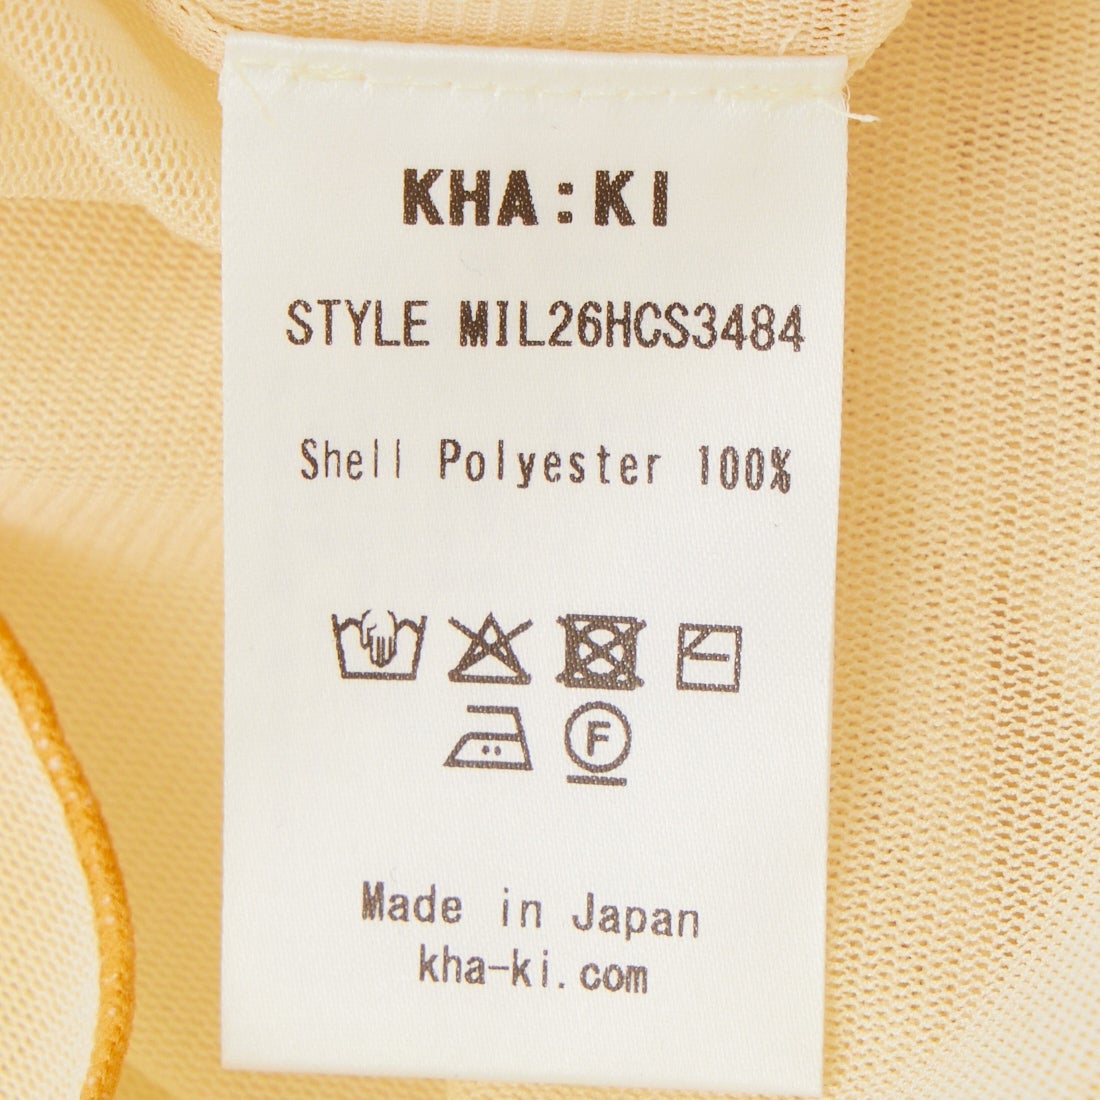 KHA:KI
STYLE MIL26HCS3484
Shell Polyester 100%
F
Made in Japan
kha-ki.com